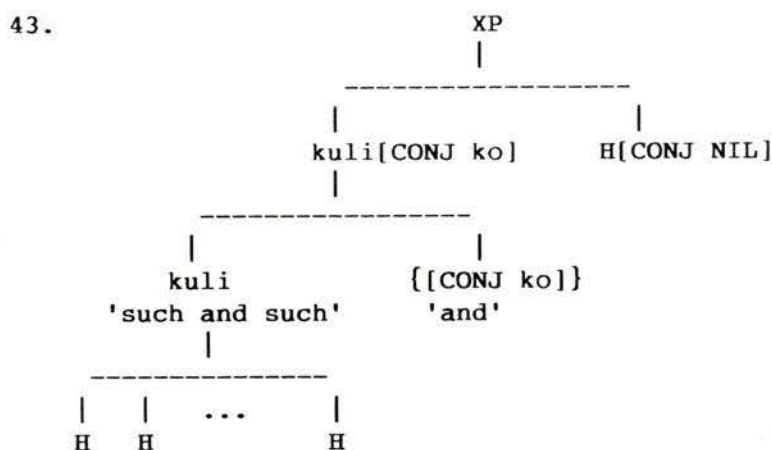 43. XP
kuli[CONJ ko] H[CONJ NIL]
kuli {[CONJ ko]}
'such and such' 'and'
...
H H H